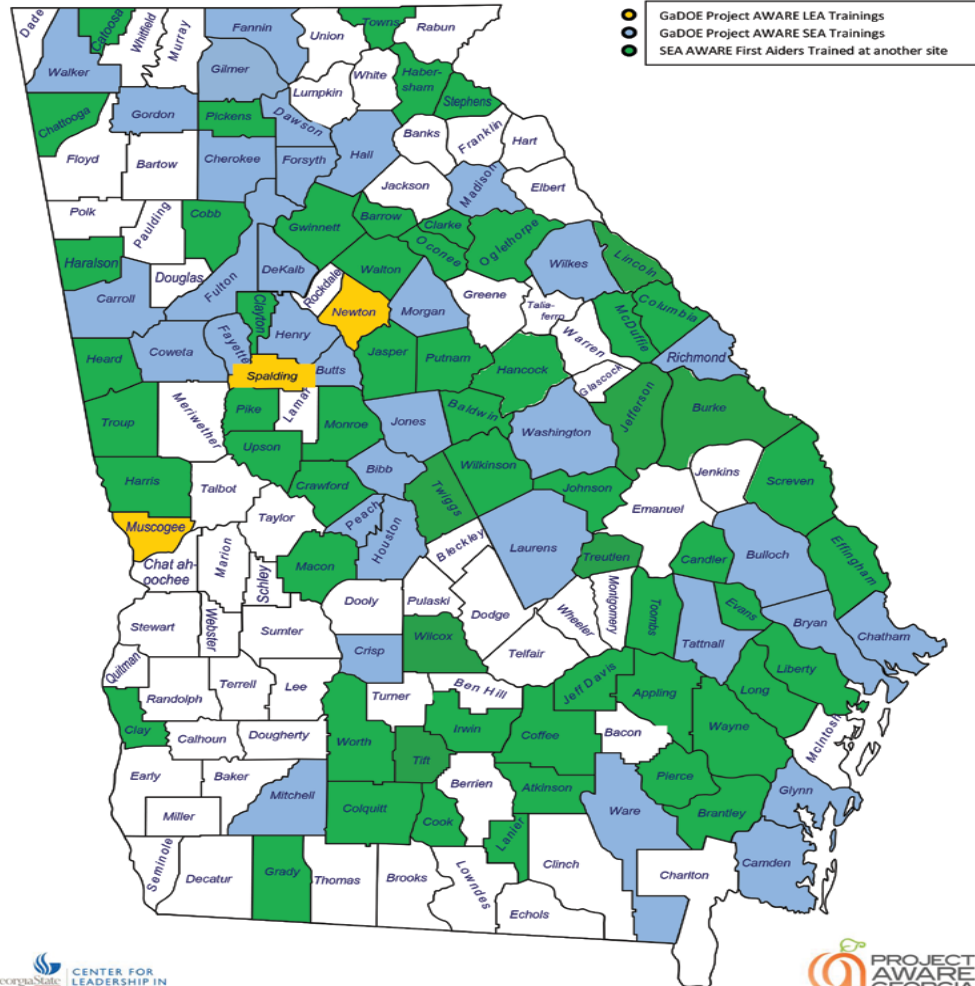 GaDOE Project AWARE LEA Trainings
GaDOE Project AWARE SEA Trainings
SEA AWARE First Aiders Trained at another site
Dade
Catoosa
Whitfield
Murray
Fannin
Union
Towns
Rabun
Walker
Gilmer
White
Haber-
sham
Lumpkin
Stephens
Chattooga
Gordon
Pickens
Dawson
Banks
Franklin
Hart
Floyd
Bartow
Cherokee
Forsyth
Hall
Jackson
Madison
Elbert
Polk
Paulding
Cobb
Gwinnett
Barrow
Clarke
Oconee
Oglethorpe
Haralson
Douglas
Fulton
DeKalb
Rockdale
Walton
Wilkes
Lincoln
Carroll
Clayton
Henry
Newton
Morgan
Greene
Talia-
ferro
McDuffie
Columbia
Heard
Coweta
Fayette
Spalding
Butts
Jasper
Putnam
Hancock
Warren
Glascock
Richmond
Troup
Meriwether
Pike
Lamar
Monroe
Jones
Baldwin
Washington
Jefferson
Burke
Upson
Harris
Talbot
Crawford
Bibb
Twiggs
Wilkinson
Johnson
Jenkins
Screven
Muscogee
Taylor
Peach
Houston
Bleckley
Laurens
Emanuel
Chat ah-
oochee
Marion
Schley
Macon
Treutlen
Candler
Bulloch
Effingham
Stewart
Webster
Sumter
Dooly
Pulaski
Dodge
Wheeler
Montgomery
Toombs
Evans
Tattnall
Bryan
Chatham
Quitman
Crisp
Wilcox
Telfair
Randolph
Terrell
Lee
Turner
Ben Hill
Jeff Davis
Appling
Long
Liberty
Clay
Calhoun
Dougherty
Worth
Irwin
Coffee
Bacon
Wayne
McIntosh
Early
Baker
Mitchell
Tift
Berrien
Atkinson
Pierce
Miller
Colquitt
Cook
Lanier
Ware
Brantley
Glynn
Seminole
Decatur
Grady
Thomas
Brooks
Lowndes
Clinch
Echols
Charlton
Camden
eorgiaState
CENTER FOR
LEADERSHIP IN
PROJECT
AWARE
GEORGIA